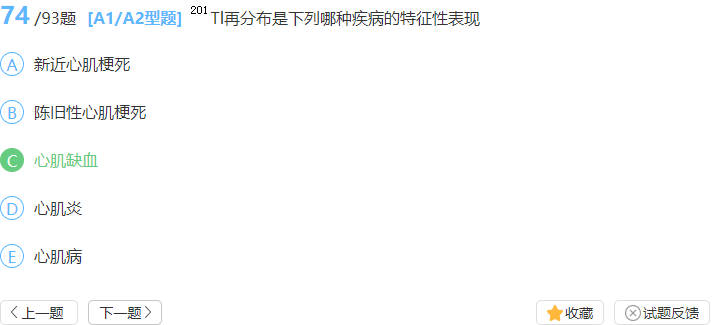 74 /93题 [A1/A2型题] ²⁰¹Tl再分布是下列哪种疾病的特征性表现
A 新近心肌梗死
B 陈旧性心肌梗死
C 心肌缺血
D 心肌炎
E 心肌病
上一题 下一题 收藏 试题反馈